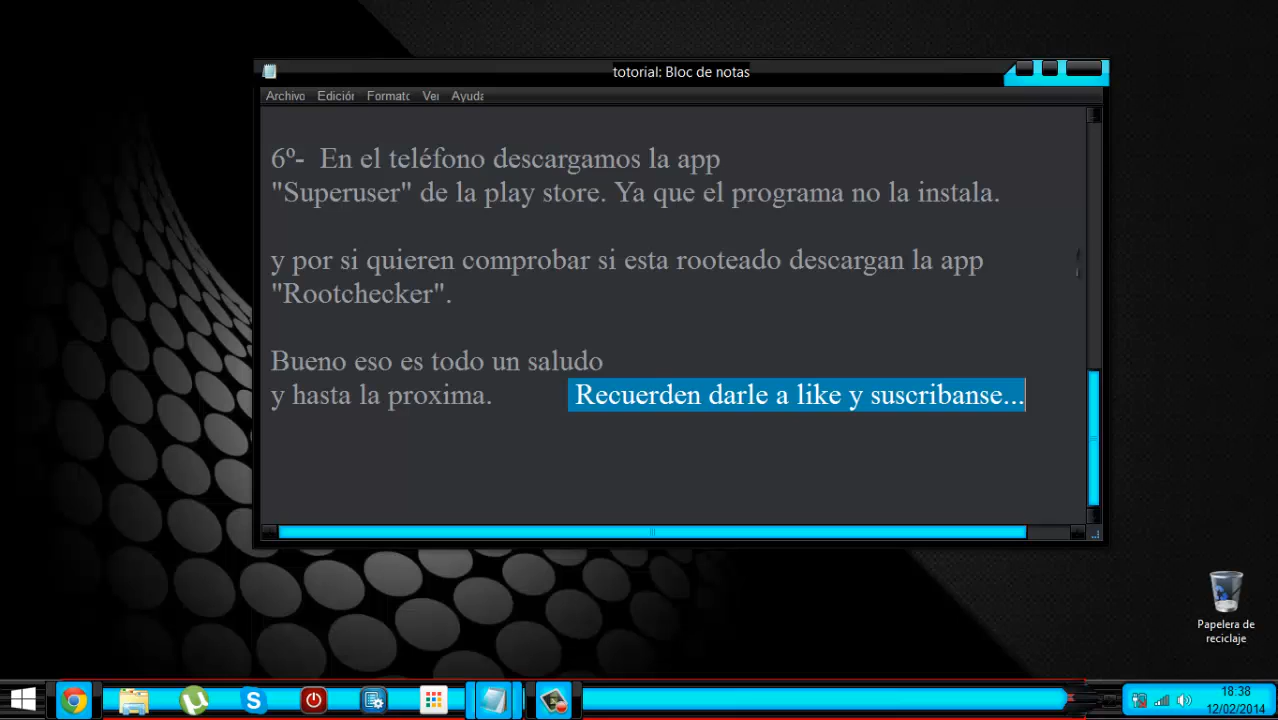 totorial: Bloc de notas
Archivo Edición Formato Ver Ayuda
6º- En el teléfono descargamos la app
"Superuser" de la play store. Ya que el programa no la instala.
y por si quieren comprobar si esta rooteado descargan la app
"Rootchecker".
Bueno eso es todo un saludo
y hasta la proxima. Recuerden darle a like y suscribanse...
Papelera de
reciclaje
18:38
12/02/2014